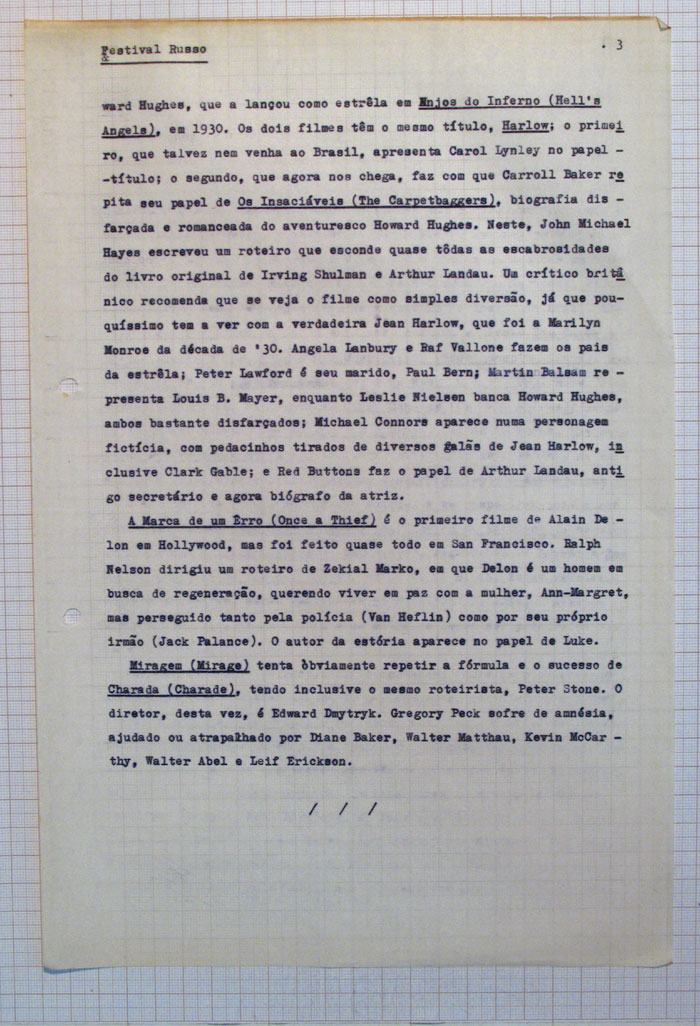 Festival Russo . 3
&
ward Hughes, que a lançou como estrêla em Anjos do Inferno (Hell's
Angels), em 1930. Os dois filmes têm o mesmo título, Harlow; o primei
ro, que talvez nem venha ao Brasil, apresenta Carol Lynley no papel -
-título; o segundo, que agora nos chega, faz com que Carroll Baker re
pita seu papel de Os Insaciáveis (The Carpetbaggers), biografia dis -
farçada e romanceada do aventuresco Howard Hughes. Neste, John Michael
Hayes escreveu um roteiro que esconde quase tôdas as escabrosidades
do livro original de Irving Shulman e Arthur Landau. Um crítico britâ
nico recomenda que se veja o filme como simples diversão, já que pou-
quíssimo tem a ver com a verdadeira Jean Harlow, que foi a Marilyn
Monroe da década de '30. Angela Lanbury e Raf Vallone fazem os pais
da estrêla; Peter Lawford é seu marido, Paul Bern; Martin Balsam re -
presenta Louis B. Mayer, enquanto Leslie Nielsen banca Howard Hughes,
ambos bastante disfarçados; Michael Connors aparece numa personagem
fictícia, com pedacinhos tirados de diversos galãs de Jean Harlow, in
clusive Clark Gable; e Red Buttons faz o papel de Arthur Landau, anti
go secretário e agora biógrafo da atriz.
A Marca de um Êrro (Once a Thief) é o primeiro filme de Alain De -
lon em Hollywood, mas foi feito quase todo em San Francisco. Ralph
Nelson dirigiu um roteiro de Zekial Marko, em que Delon é um homem em
busca de regeneração, querendo viver em paz com a mulher, Ann-Margret,
mas perseguido tanto pela polícia (Van Heflin) como por seu próprio
irmão (Jack Palance). O autor da estória aparece no papel de Luke.
Miragem (Mirage) tenta òbviamente repetir a fórmula e o sucesso de
Charada (Charade), tendo inclusive o mesmo roteirista, Peter Stone. O
diretor, desta vez, é Edward Dmytryk. Gregory Peck sofre de amnésia,
ajudado ou atrapalhado por Diane Baker, Walter Matthau, Kevin McCar -
thy, Walter Abel e Leif Erickson.
/ / /